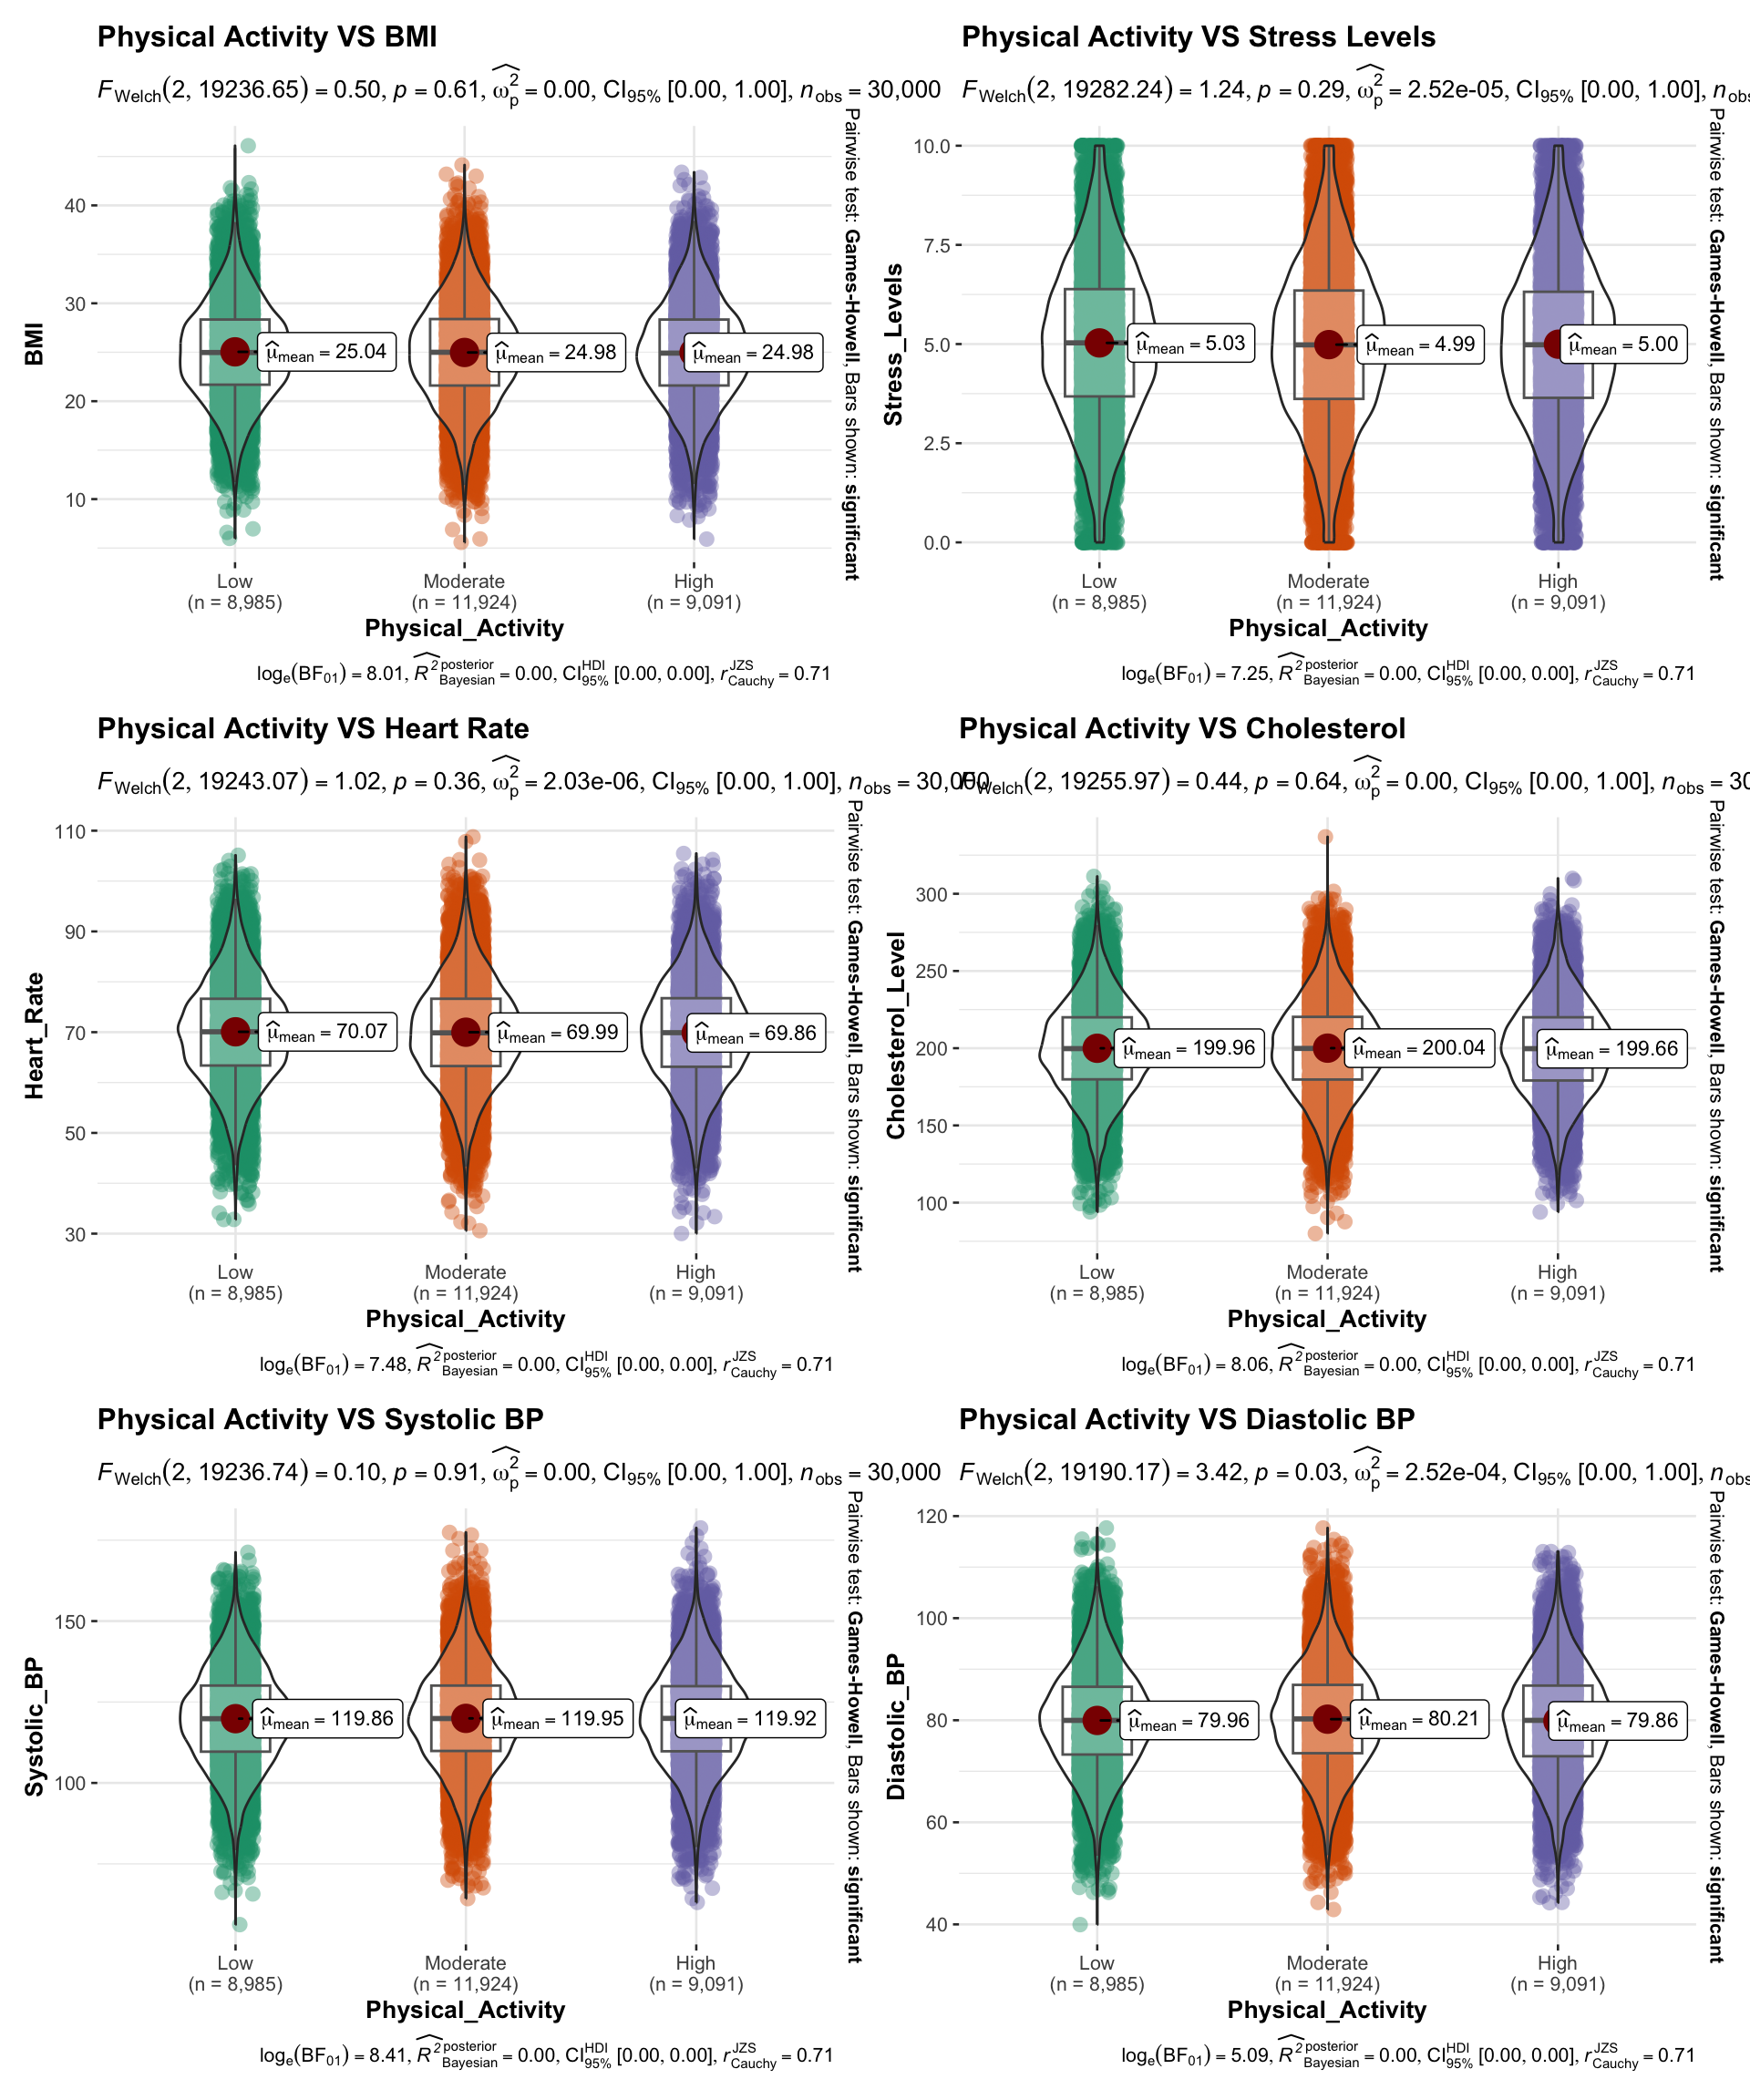 Physical Activity VS BMI
F_Welch(2, 19236.65) = 0.50, p = 0.61, ω̂²_p = 0.00, CI_95% [0.00, 1.00], n_obs = 30,000
BMI
40
30
20
10
μ̂_mean = 25.04
μ̂_mean = 24.98
μ̂_mean = 24.98
Pairwise test: Games-Howell, Bars shown: significant
Low
(n = 8,985)
Moderate
(n = 11,924)
High
(n = 9,091)
Physical_Activity
log_e(BF_01) = 8.01, R̂²^posterior_Bayesian = 0.00, CI^HDI_95% [0.00, 0.00], r^JZS_Cauchy = 0.71
Physical Activity VS Stress Levels
F_Welch(2, 19282.24) = 1.24, p = 0.29, ω̂²_p = 2.52e-05, CI_95% [0.00, 1.00], n_obs
Stress_Levels
10.0
7.5
5.0
2.5
0.0
μ̂_mean = 5.03
μ̂_mean = 4.99
μ̂_mean = 5.00
Pairwise test: Games-Howell, Bars shown: significant
Low
(n = 8,985)
Moderate
(n = 11,924)
High
(n = 9,091)
Physical_Activity
log_e(BF_01) = 7.25, R̂²^posterior_Bayesian = 0.00, CI^HDI_95% [0.00, 0.00], r^JZS_Cauchy = 0.71
Physical Activity VS Heart Rate
F_Welch(2, 19243.07) = 1.02, p = 0.36, ω̂²_p = 2.03e-06, CI_95% [0.00, 1.00], n_obs = 30,000
Heart_Rate
110
90
70
50
30
μ̂_mean = 70.07
μ̂_mean = 69.99
μ̂_mean = 69.86
Pairwise test: Games-Howell, Bars shown: significant
Low
(n = 8,985)
Moderate
(n = 11,924)
High
(n = 9,091)
Physical_Activity
log_e(BF_01) = 7.48, R̂²^posterior_Bayesian = 0.00, CI^HDI_95% [0.00, 0.00], r^JZS_Cauchy = 0.71
Physical Activity VS Cholesterol
F_Welch(2, 19255.97) = 0.44, p = 0.64, ω̂²_p = 0.00, CI_95% [0.00, 1.00], n_obs = 30
Cholesterol_Level
300
250
200
150
100
μ̂_mean = 199.96
μ̂_mean = 200.04
μ̂_mean = 199.66
Pairwise test: Games-Howell, Bars shown: significant
Low
(n = 8,985)
Moderate
(n = 11,924)
High
(n = 9,091)
Physical_Activity
log_e(BF_01) = 8.06, R̂²^posterior_Bayesian = 0.00, CI^HDI_95% [0.00, 0.00], r^JZS_Cauchy = 0.71
Physical Activity VS Systolic BP
F_Welch(2, 19236.74) = 0.10, p = 0.91, ω̂²_p = 0.00, CI_95% [0.00, 1.00], n_obs = 30,000
Systolic_BP
150
100
μ̂_mean = 119.86
μ̂_mean = 119.95
μ̂_mean = 119.92
Pairwise test: Games-Howell, Bars shown: significant
Low
(n = 8,985)
Moderate
(n = 11,924)
High
(n = 9,091)
Physical_Activity
log_e(BF_01) = 8.41, R̂²^posterior_Bayesian = 0.00, CI^HDI_95% [0.00, 0.00], r^JZS_Cauchy = 0.71
Physical Activity VS Diastolic BP
F_Welch(2, 19190.17) = 3.42, p = 0.03, ω̂²_p = 2.52e-04, CI_95% [0.00, 1.00], n_obs
Diastolic_BP
120
100
80
60
40
μ̂_mean = 79.96
μ̂_mean = 80.21
μ̂_mean = 79.86
Pairwise test: Games-Howell, Bars shown: significant
Low
(n = 8,985)
Moderate
(n = 11,924)
High
(n = 9,091)
Physical_Activity
log_e(BF_01) = 5.09, R̂²^posterior_Bayesian = 0.00, CI^HDI_95% [0.00, 0.00], r^JZS_Cauchy = 0.71